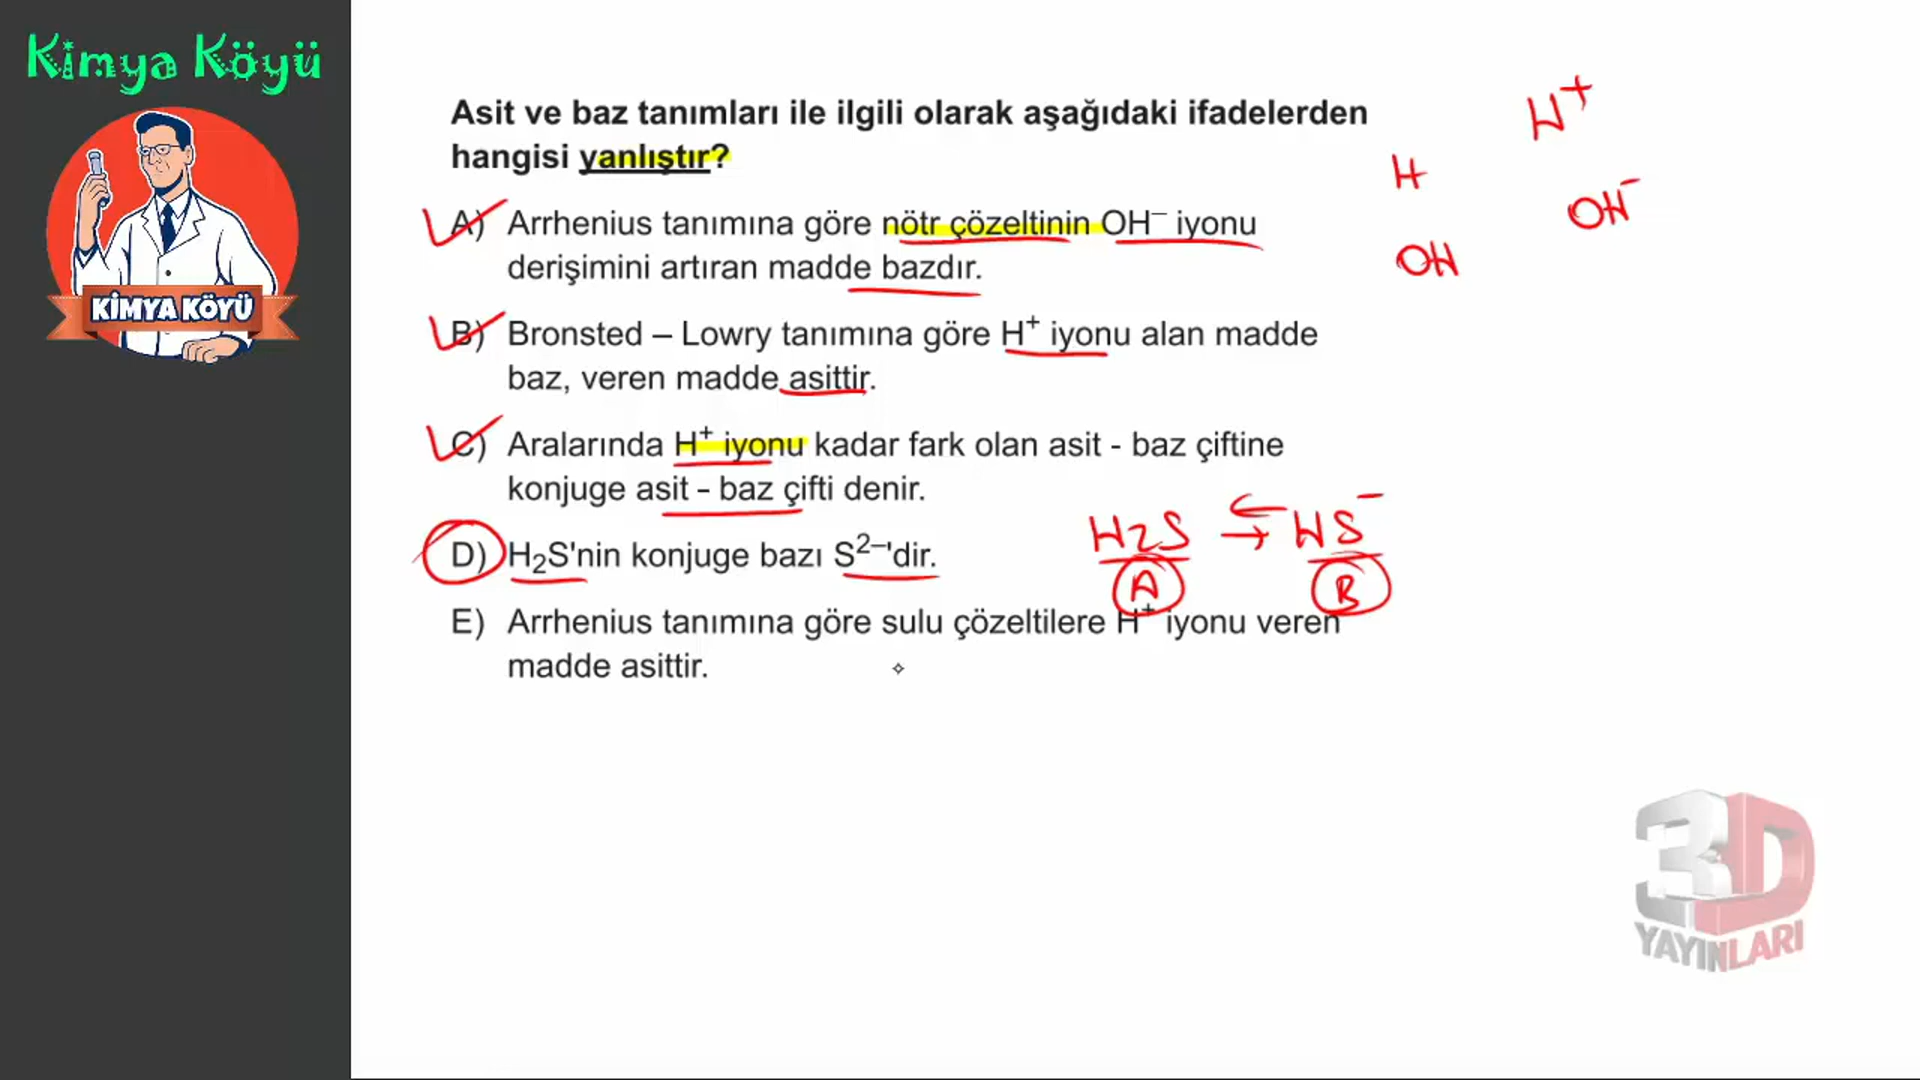 Kimya Köyü
KİMYA KÖYÜ
Asit ve baz tanımları ile ilgili olarak aşağıdaki ifadelerden
hangisi yanlıştır?
A) Arrhenius tanımına göre nötr çözeltinin OH⁻ iyonu
derişimini artıran madde bazdır.
B) Bronsted – Lowry tanımına göre H⁺ iyonu alan madde
baz, veren madde asittir.
C) Aralarında H⁺ iyonu kadar fark olan asit - baz çiftine
konjuge asit - baz çifti denir.
D) H₂S'nin konjuge bazı S²⁻'dir.
E) Arrhenius tanımına göre sulu çözeltilere H⁺ iyonu veren
madde asittir.
H⁺
H
OH⁻
OH
H2S ⇄ HS⁻
A B
3D
YAYINLARI